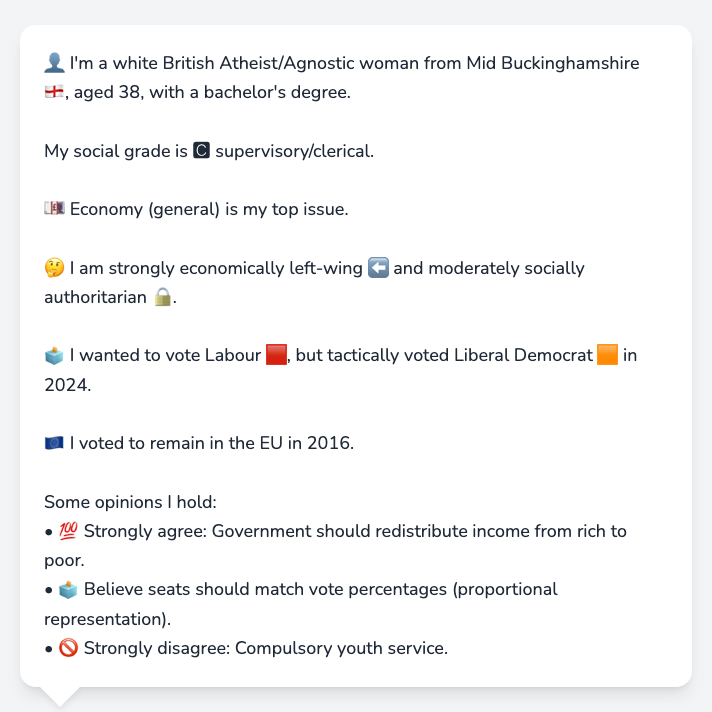 👤 I'm a white British Atheist/Agnostic woman from Mid Buckinghamshire
🏴󠁧󠁢󠁥󠁮󠁧󠁿, aged 38, with a bachelor's degree.
My social grade is 🅲 supervisory/clerical.
💷 Economy (general) is my top issue.
🤔 I am strongly economically left-wing ⬅️ and moderately socially
authoritarian 🔒.
🗳️ I wanted to vote Labour 🟥, but tactically voted Liberal Democrat 🟧 in
2024.
🇪🇺 I voted to remain in the EU in 2016.
Some opinions I hold:
• 💯 Strongly agree: Government should redistribute income from rich to
poor.
• 🗳️ Believe seats should match vote percentages (proportional
representation).
• 🚫 Strongly disagree: Compulsory youth service.